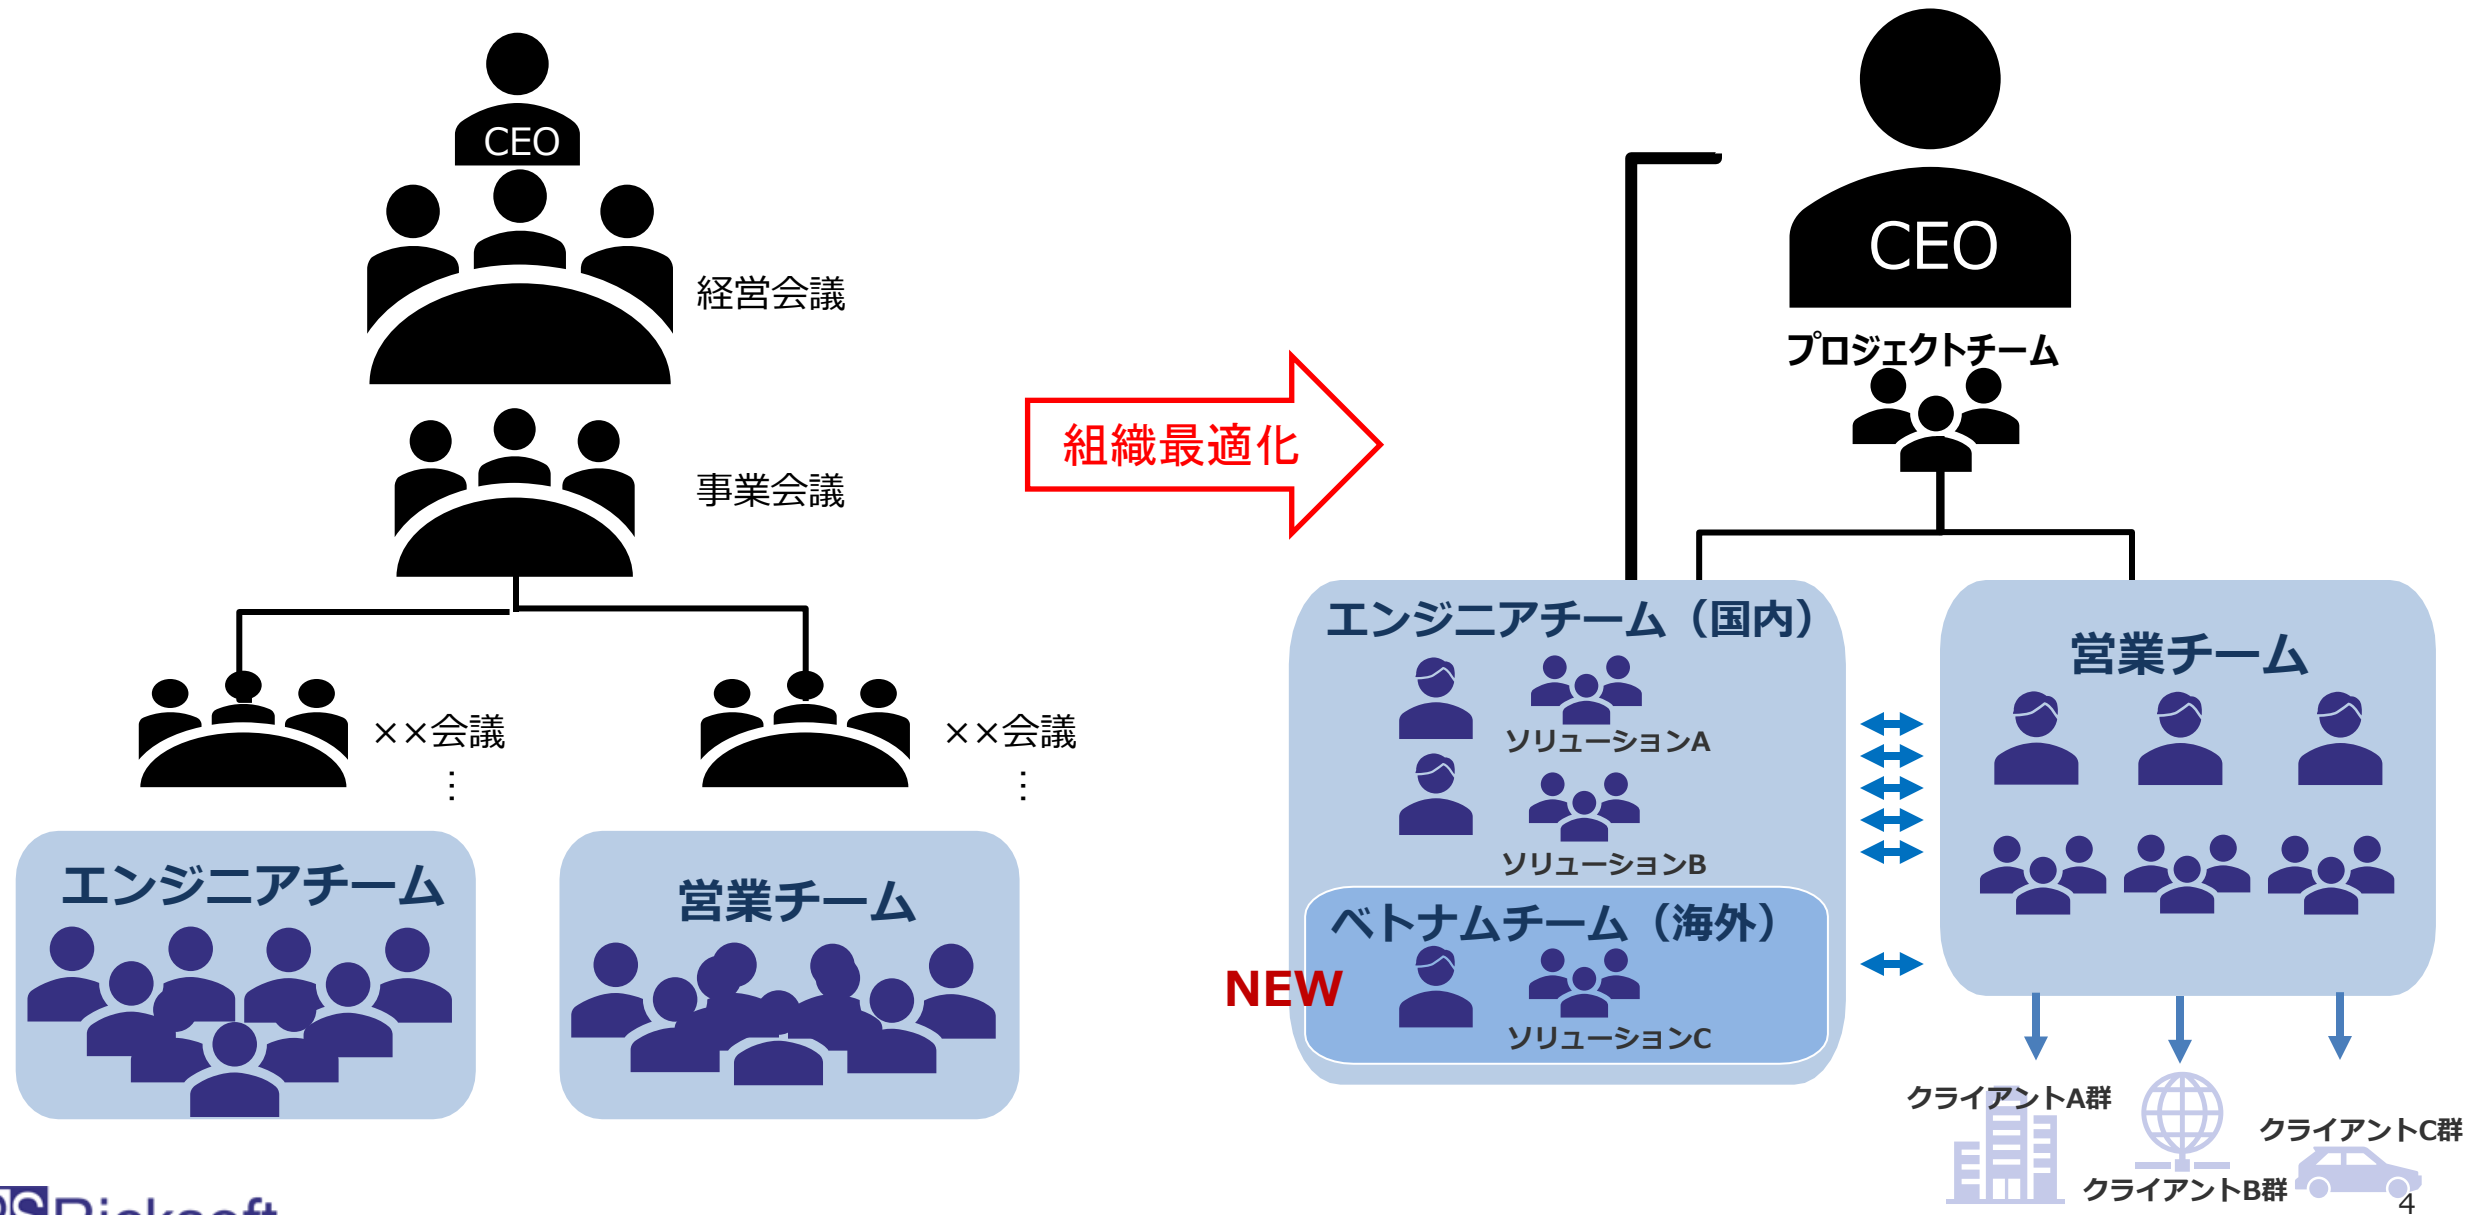 CEO
経営会議
事業会議
××会議
⋮
××会議
⋮
エンジニアチーム
営業チーム
組織最適化
CEO
プロジェクトチーム
エンジニアチーム（国内）
ソリューションA
ソリューションB
ベトナムチーム（海外）
NEW
ソリューションC
営業チーム
クライアントA群
クライアントB群
クライアントC群
Ricksoft
4